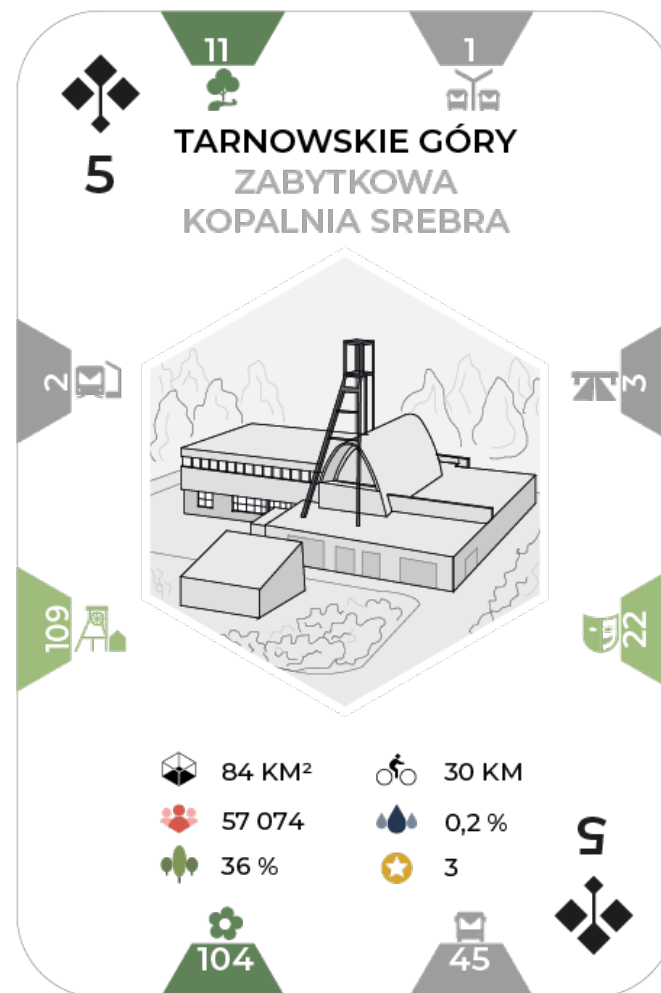 11
1
5
TARNOWSKIE GÓRY
ZABYTKOWA
KOPALNIA SREBRA
2
3
109
22
84 KM²
30 KM
57 074
0,2 %
36 %
3
5
104
45